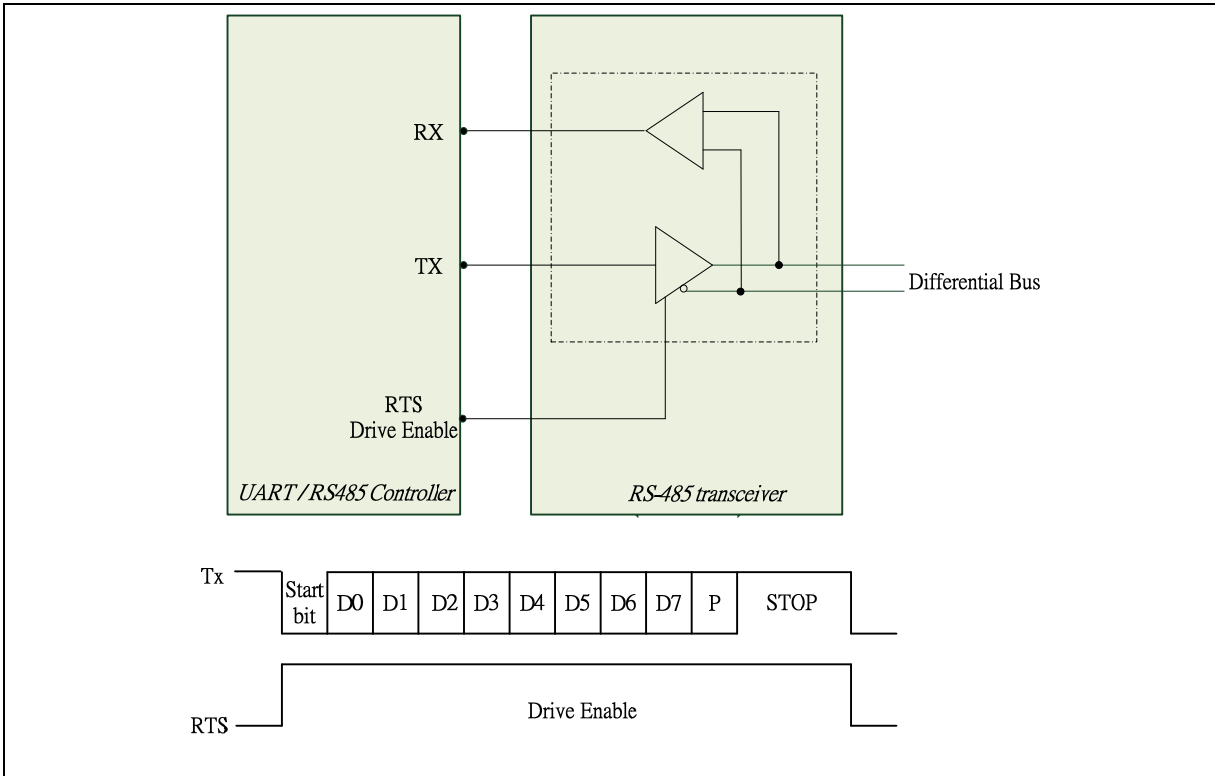 RX
TX
Differential Bus
RTS
Drive Enable
UART / RS485 Controller
RS-485 transceiver
Tx
Start
bit
D0 D1 D2 D3 D4 D5 D6 D7 P STOP
Drive Enable
RTS